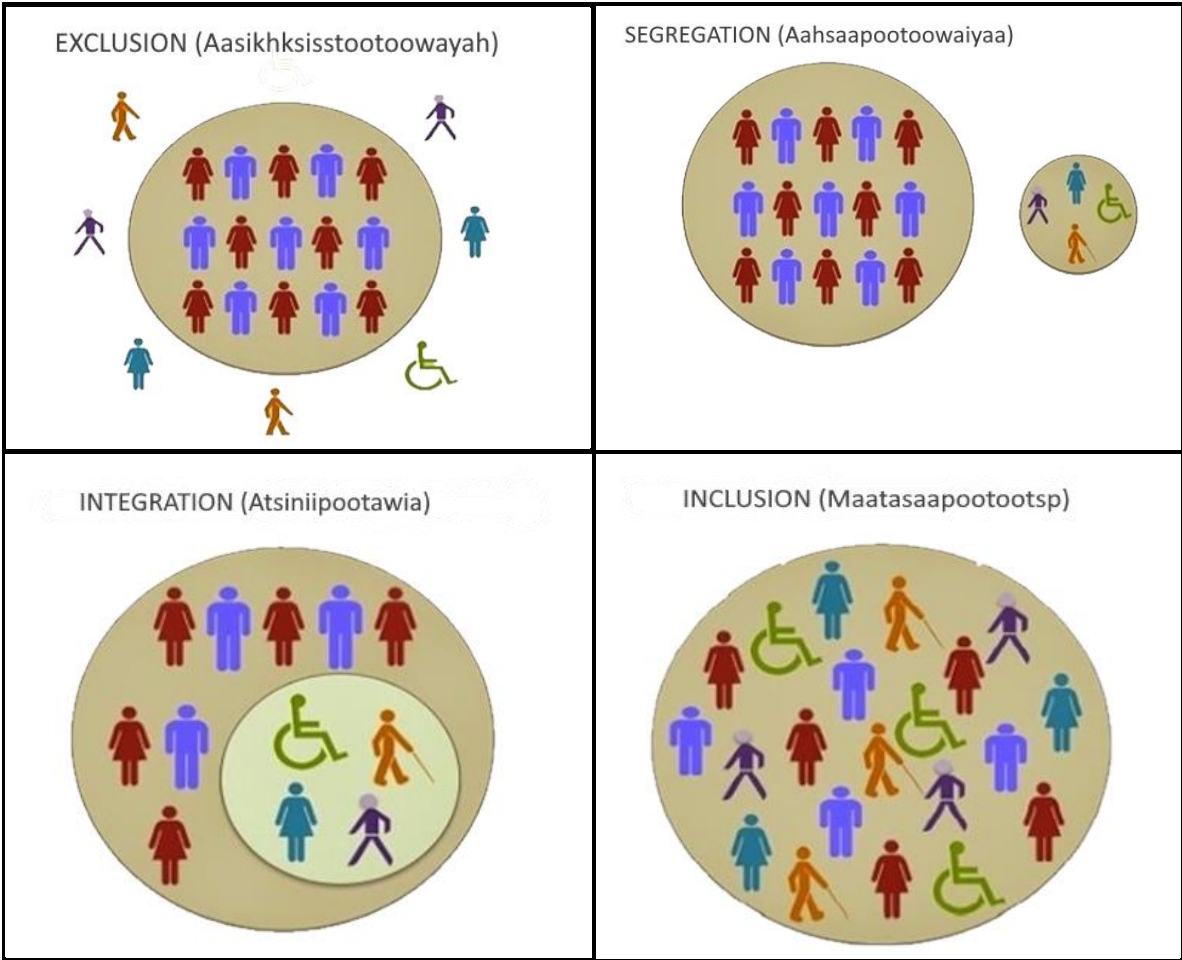 EXCLUSION (Aasikhksisstootoowayah)
SEGREGATION (Aahsaapootoowaiyaa)
INTEGRATION (Atsiniipootawia)
INCLUSION (Maatasaapootootsp)